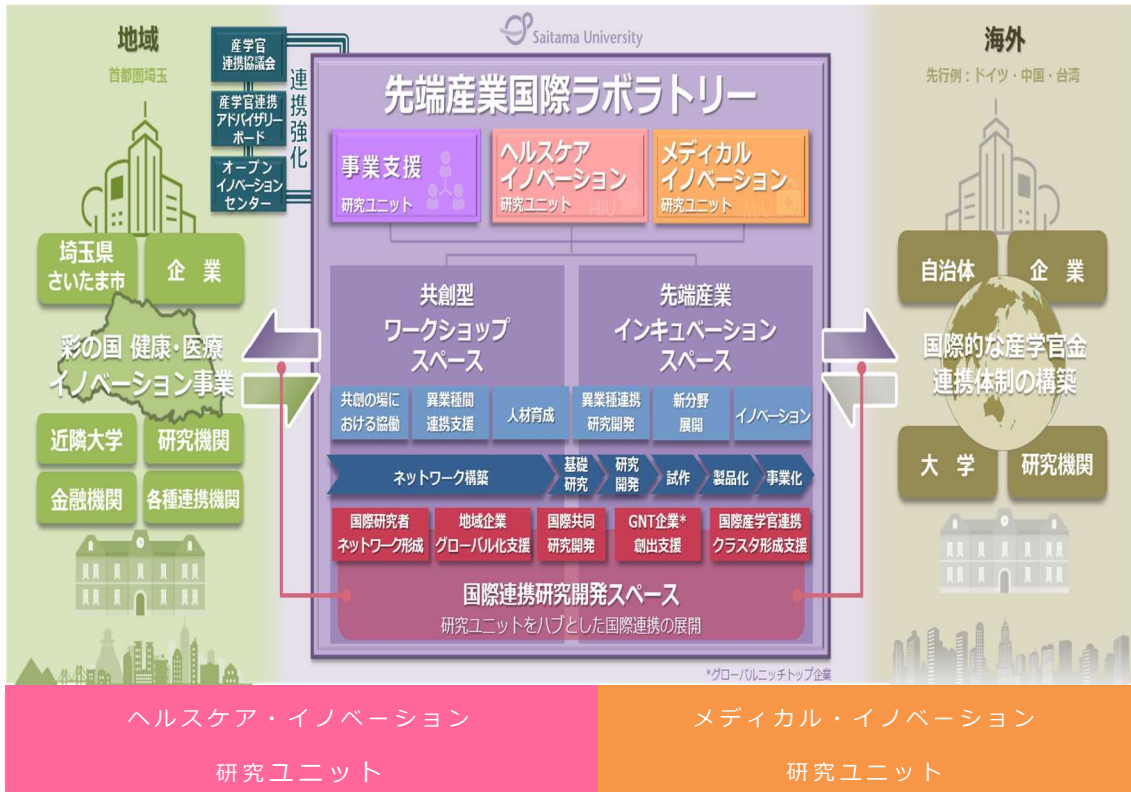 地域
首都圏埼玉
産学官
連携協議会
産学官連携
アドバイザリー
ボード
オープン
イノベーション
センター
連携強化
Saitama University
先端産業国際ラボラトリー
事業支援
研究ユニット
ヘルスケア
イノベーション
研究ユニット
HIU
メディカル
イノベーション
研究ユニット
MiU
海外
先行例:ドイツ・中国・台湾
埼玉県
さいたま市
企 業
彩の国 健康・医療
イノベーション事業
近隣大学
研究機関
金融機関
各種連携機関
共創型
ワークショップ
スペース
先端産業
インキュベーション
スペース
共創の場に
おける協働
異業種間
連携支援
人材育成
異業種連携
研究開発
新分野
展開
イノベーション
ネットワーク構築
基礎
研究
研究
開発
試作
製品化
事業化
国際研究者
ネットワーク形成
地域企業
グローバル化支援
国際共同
研究開発
GNT企業*
創出支援
国際産学官連携
クラスタ形成支援
国際連携研究開発スペース
研究ユニットをハブとした国際連携の展開
*グローバルニッチトップ企業
自治体
企 業
国際的な産学官金
連携体制の構築
大 学
研究機関
ヘルスケア・イノベーション
研究ユニット
メディカル・イノベーション
研究ユニット